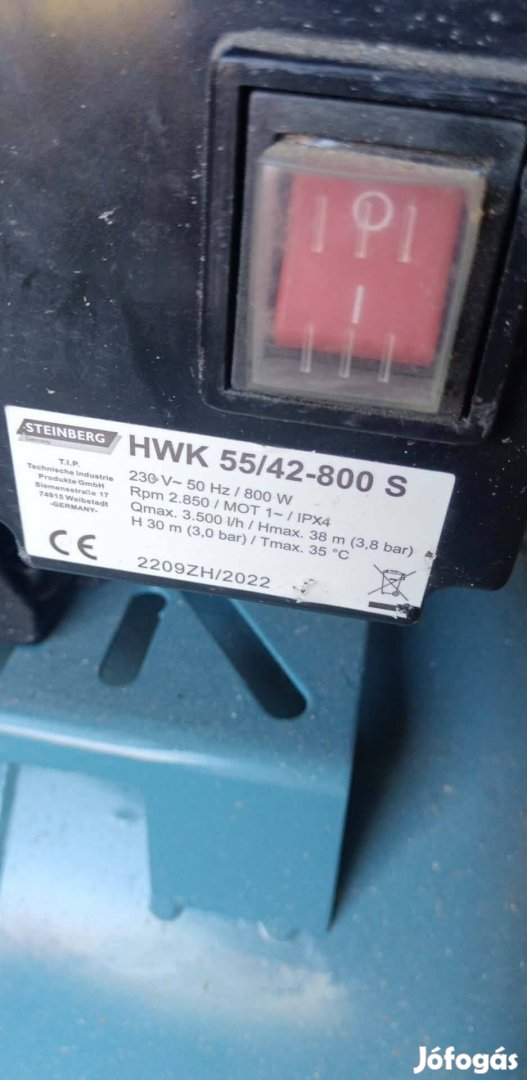 STEINBERG
Germany
HWK 55/42-800 S
T.I.P.
Technische Industrie
Produkte GmbH
Siemensstraße 17
74915 Waibstadt
-GERMANY-
230 V~ 50 Hz / 800 W
Rpm 2.850 / MOT 1~ / IPX4
Qmax. 3.500 l/h / Hmax. 38 m (3,8 bar)
H 30 m (3,0 bar) / Tmax. 35 °C
CE
2209ZH/2022
Jófogás